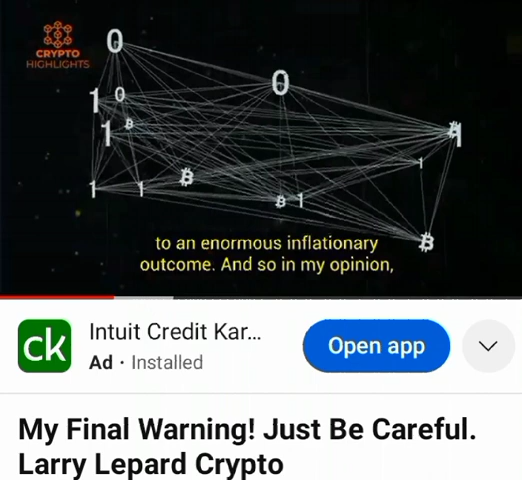 CRYPTO
HIGHLIGHTS
0
0
1 0
1 ₿
₿1
1
1 1 ₿
₿ 1
₿
to an enormous inflationary
outcome. And so in my opinion,
ck
Intuit Credit Kar...
Ad · Installed
Open app
My Final Warning! Just Be Careful.
Larry Lepard Crypto